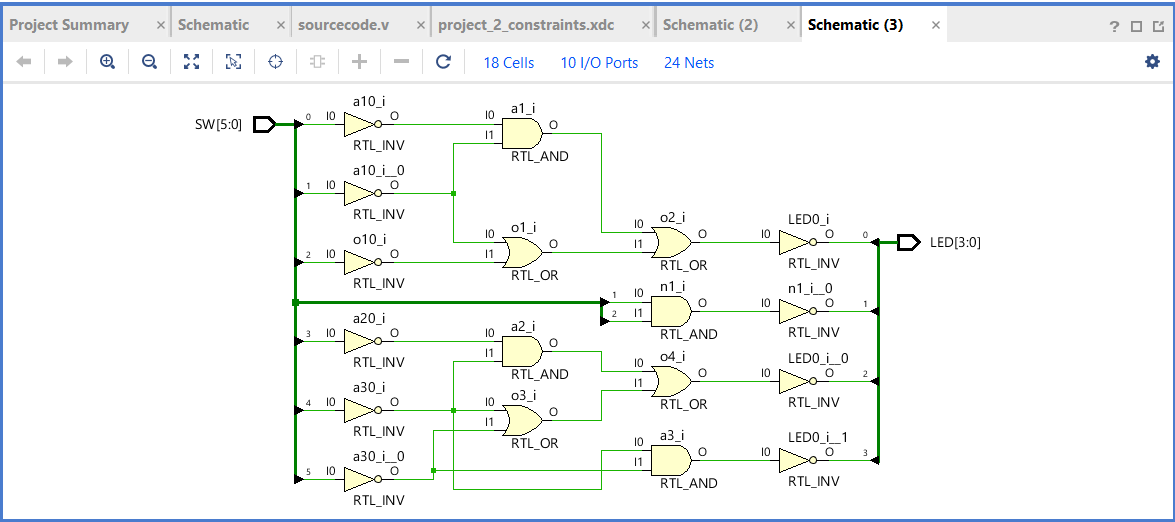 Project Summary × Schematic × sourcecode.v × project_2_constraints.xdc × Schematic (2) × Schematic (3) × ?
18 Cells 10 I/O Ports 24 Nets
a10_i a1_i
SW[5:0] 0 I0 O I0 O
I1
RTL_INV RTL_AND
a10_i__0
1 I0 O
RTL_INV
o10_i o1_i o2_i LED0_i
2 I0 O I0 O I0 O I0 O 0 LED[3:0]
I1 I1
RTL_INV RTL_OR RTL_OR RTL_INV
n1_i n1_i__0
1 I0 O I0 O 1
2 I1
RTL_AND RTL_INV
a20_i a2_i
3 I0 O I0 O
I1
RTL_INV RTL_AND
o4_i LED0_i__0
I0 O I0 O 2
I1
RTL_OR RTL_INV
a30_i o3_i
4 I0 O I0 O
I1
RTL_INV RTL_OR
a3_i LED0_i__1
I0 O I0 O 3
I1
RTL_AND RTL_INV
a30_i__0
5 I0 O
RTL_INV